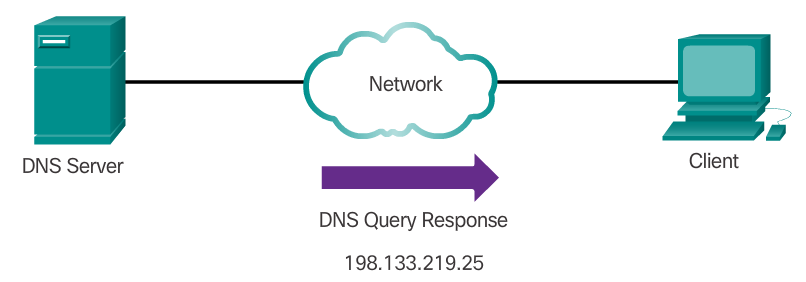 Network
DNS Server
Client
DNS Query Response
198.133.219.25